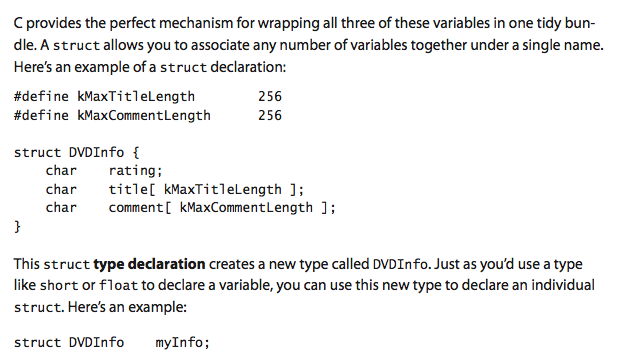 C provides the perfect mechanism for wrapping all three of these variables in one tidy bun-
dle. A struct allows you to associate any number of variables together under a single name.
Here’s an example of a struct declaration:
#define kMaxTitleLength 256
#define kMaxCommentLength 256
struct DVDInfo {
char rating;
char title[ kMaxTitleLength ];
char comment[ kMaxCommentLength ];
}
This struct type declaration creates a new type called DVDInfo. Just as you’d use a type
like short or float to declare a variable, you can use this new type to declare an individual
struct. Here’s an example:
struct DVDInfo myInfo;